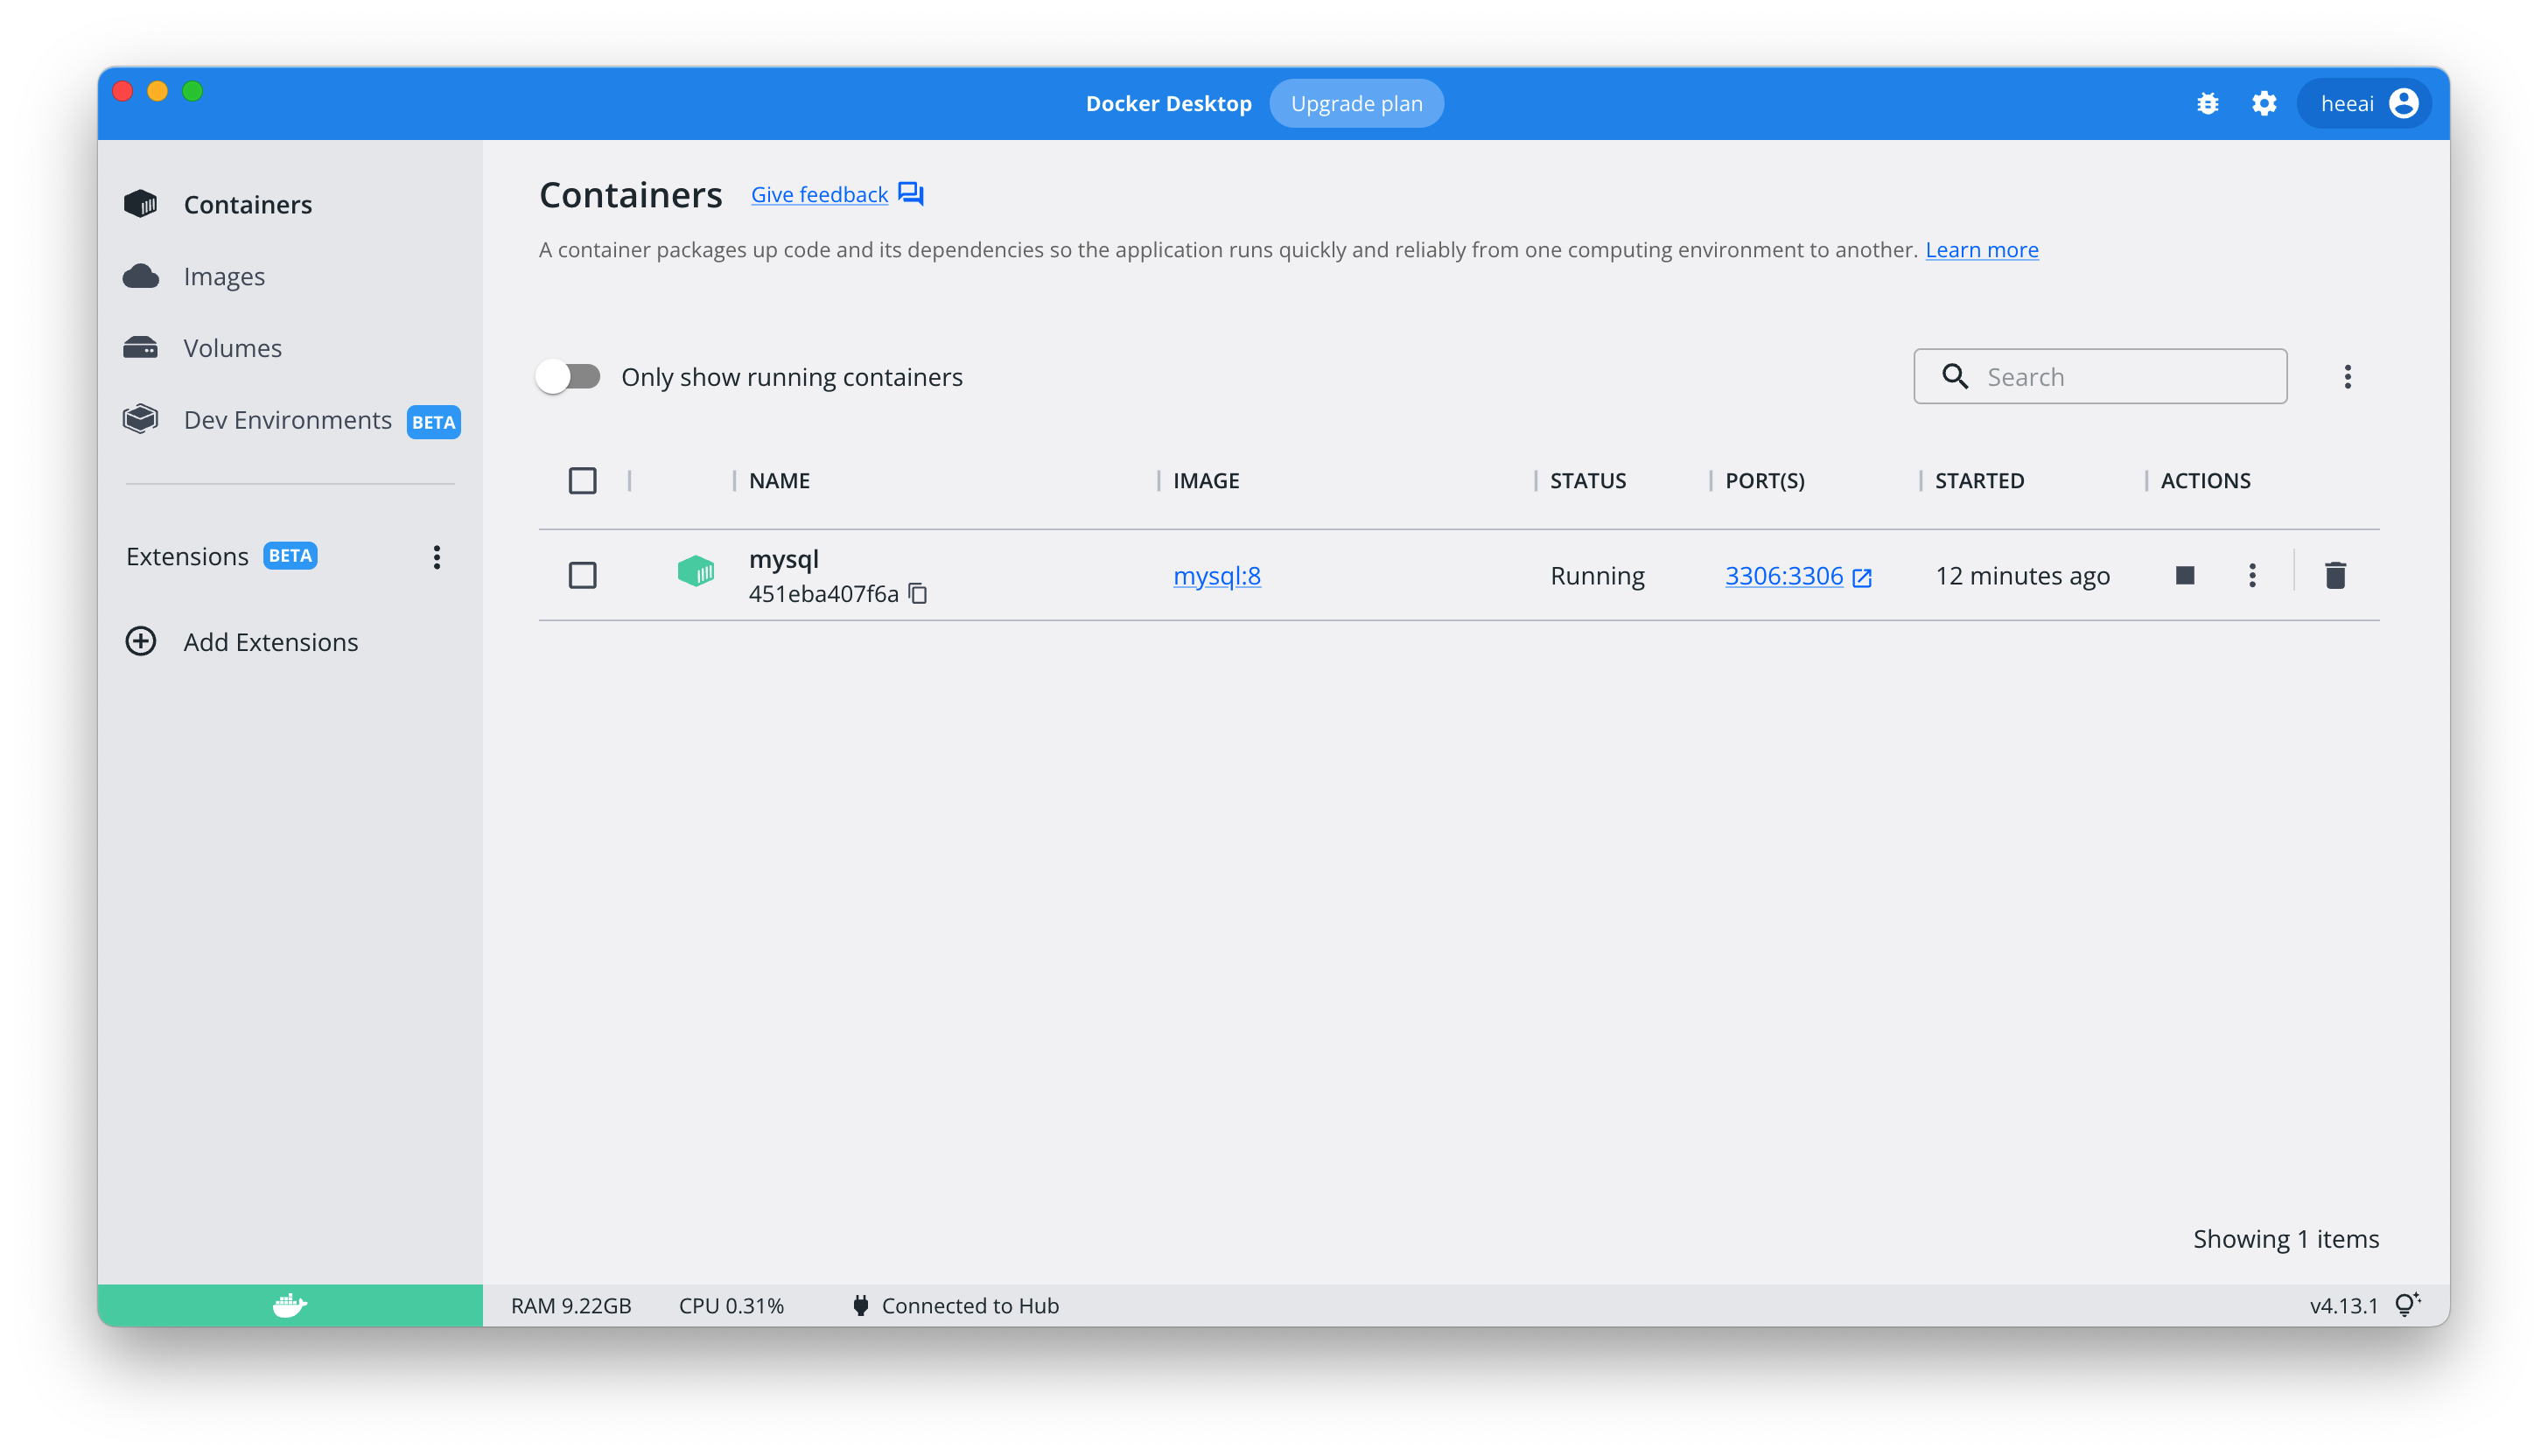 Docker Desktop Upgrade plan heeai
Containers
Images
Volumes
Dev Environments BETA
Extensions BETA
Add Extensions
Containers Give feedback
A container packages up code and its dependencies so the application runs quickly and reliably from one computing environment to another. Learn more
Only show running containers Search
NAME IMAGE STATUS PORT(S) STARTED ACTIONS
mysql
451eba407f6a mysql:8 Running 3306:3306 12 minutes ago
Showing 1 items
RAM 9.22GB CPU 0.31% Connected to Hub v4.13.1